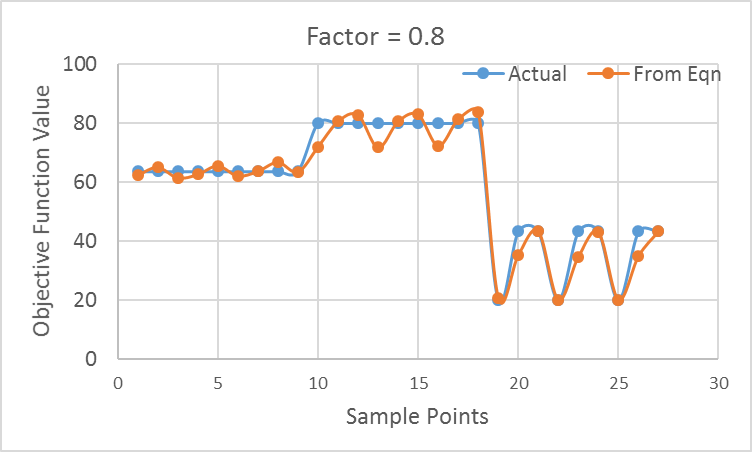 Factor = 0.8
Actual
From Eqn
Objective Function Value
100
80
60
40
20
0
0 5 10 15 20 25 30
Sample Points